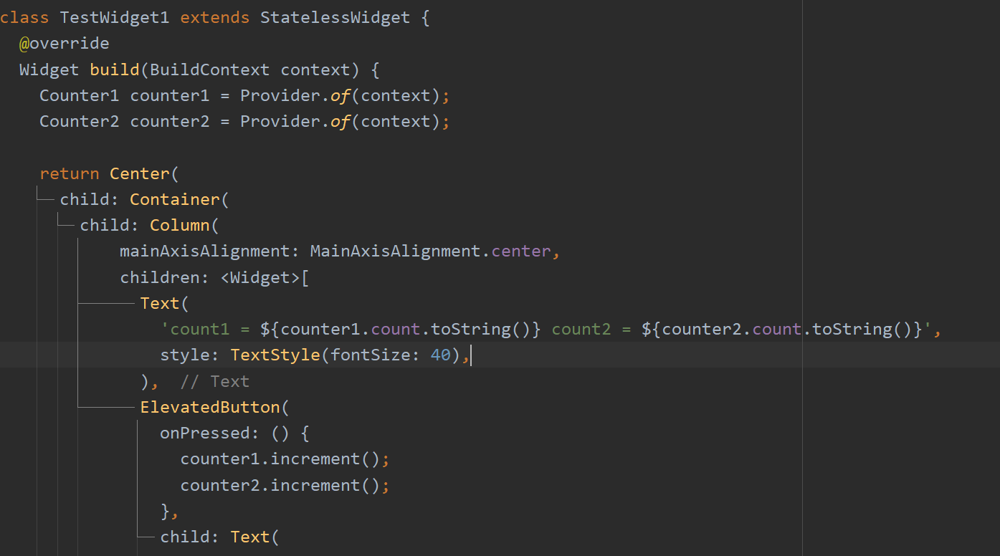 class TestWidget1 extends StatelessWidget {
@override
Widget build(BuildContext context) {
Counter1 counter1 = Provider.of(context);
Counter2 counter2 = Provider.of(context);
return Center(
child: Container(
child: Column(
mainAxisAlignment: MainAxisAlignment.center,
children: <Widget>[
Text(
'count1 = ${counter1.count.toString()} count2 = ${counter2.count.toString()}',
style: TextStyle(fontSize: 40),
), // Text
ElevatedButton(
onPressed: () {
counter1.increment();
counter2.increment();
},
child: Text(